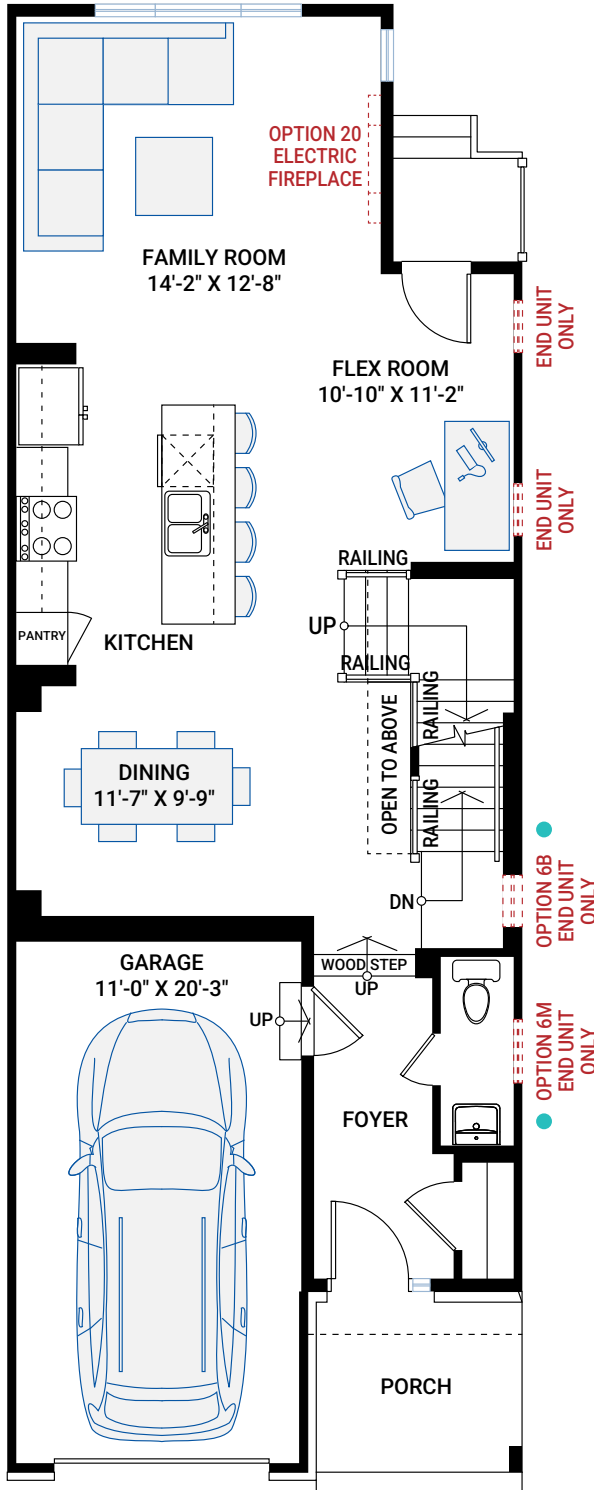 OPTION 20
ELECTRIC
FIREPLACE
FAMILY ROOM
14'-2" X 12'-8"
END UNIT
ONLY
FLEX ROOM
10'-10" X 11'-2"
END UNIT
ONLY
RAILING
UP
PANTRY
KITCHEN
RAILING
RAILING
OPEN TO ABOVE
DINING
11'-7" X 9'-9"
RAILING
DN
OPTION 6B
END UNIT
ONLY
GARAGE
11'-0" X 20'-3"
WOOD STEP
UP
UP
OPTION 6M
END UNIT
ONLY
FOYER
PORCH